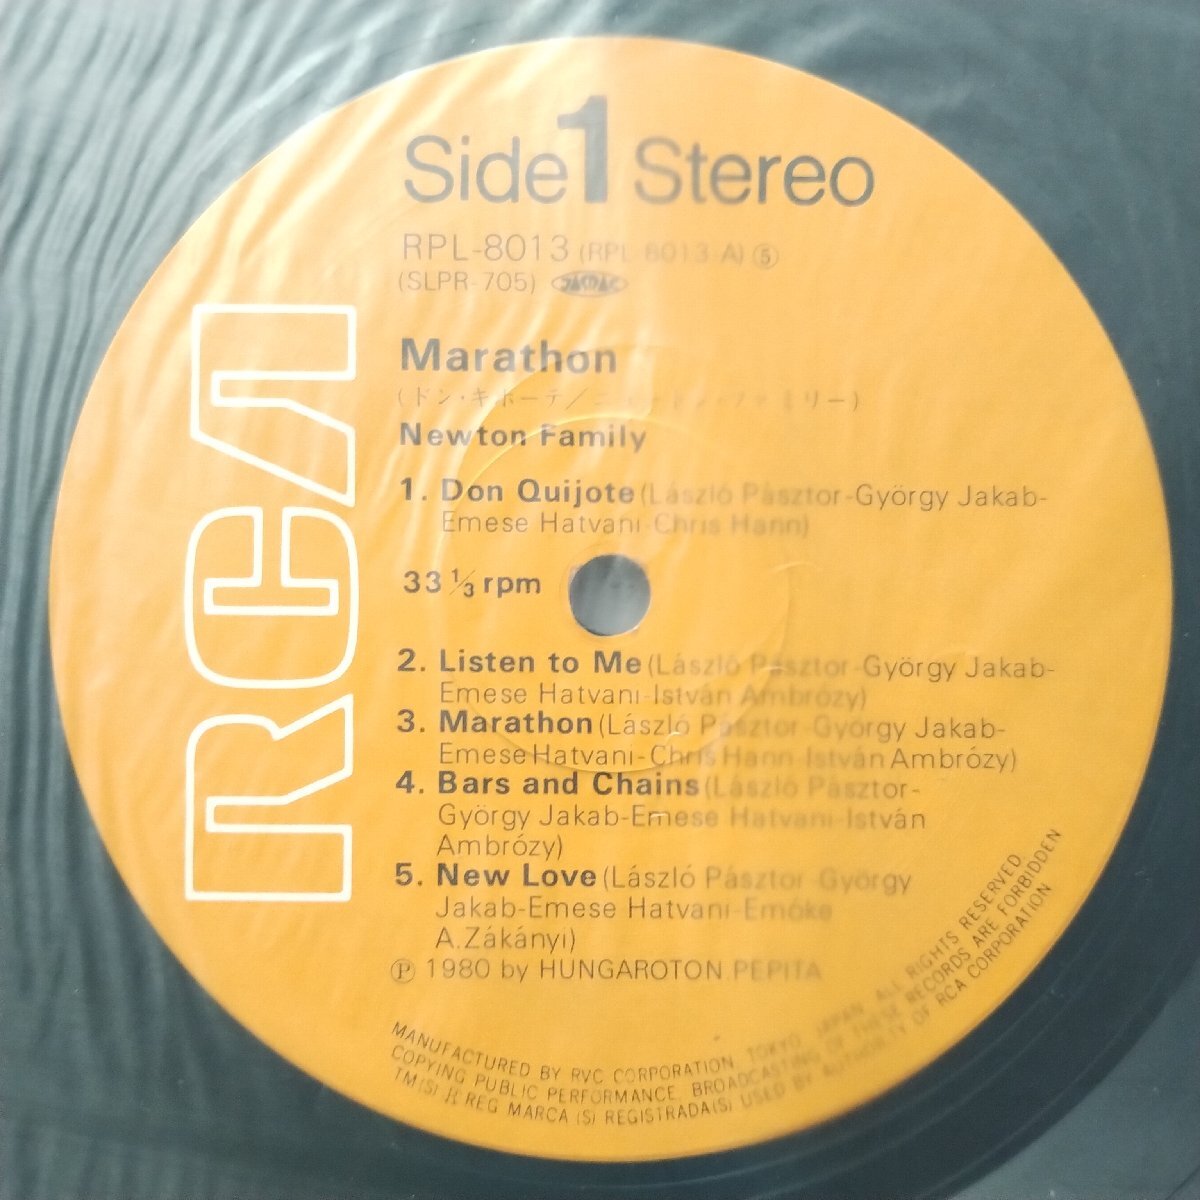 Side 1 Stereo
RPL-8013 (RPL-8013-A) ⑤
(SLPR-705) JASRAC
Marathon
(ドン・キホーテ/ニュートン・ファミリー)
Newton Family
1. Don Quijote (László Pásztor-György Jakab-
Emese Hatvani-Chris Hann)
33 1/3 rpm
2. Listen to Me (László Pásztor-György Jakab-
Emese Hatvani-István Ambrózy)
3. Marathon (László Pásztor-György Jakab-
Emese Hatvani-Chris Hann-István Ambrózy)
4. Bars and Chains (László Pásztor-
György Jakab-Emese Hatvani-István
Ambrózy)
5. New Love (László Pásztor-György
Jakab-Emese Hatvani-Emőke
A.Zákányi)
Ⓟ 1980 by HUNGAROTON PEPITA
MANUFACTURED BY RVC CORPORATION, TOKYO, JAPAN. ALL RIGHTS RESERVED
COPYING PUBLIC PERFORMANCE, BROADCASTING OF THESE RECORDS ARE FORBIDDEN
TM(S) ® REG MARCA (S) REGISTRADA(S) USED BY AUTHORITY OF RCA CORPORATION
RCA